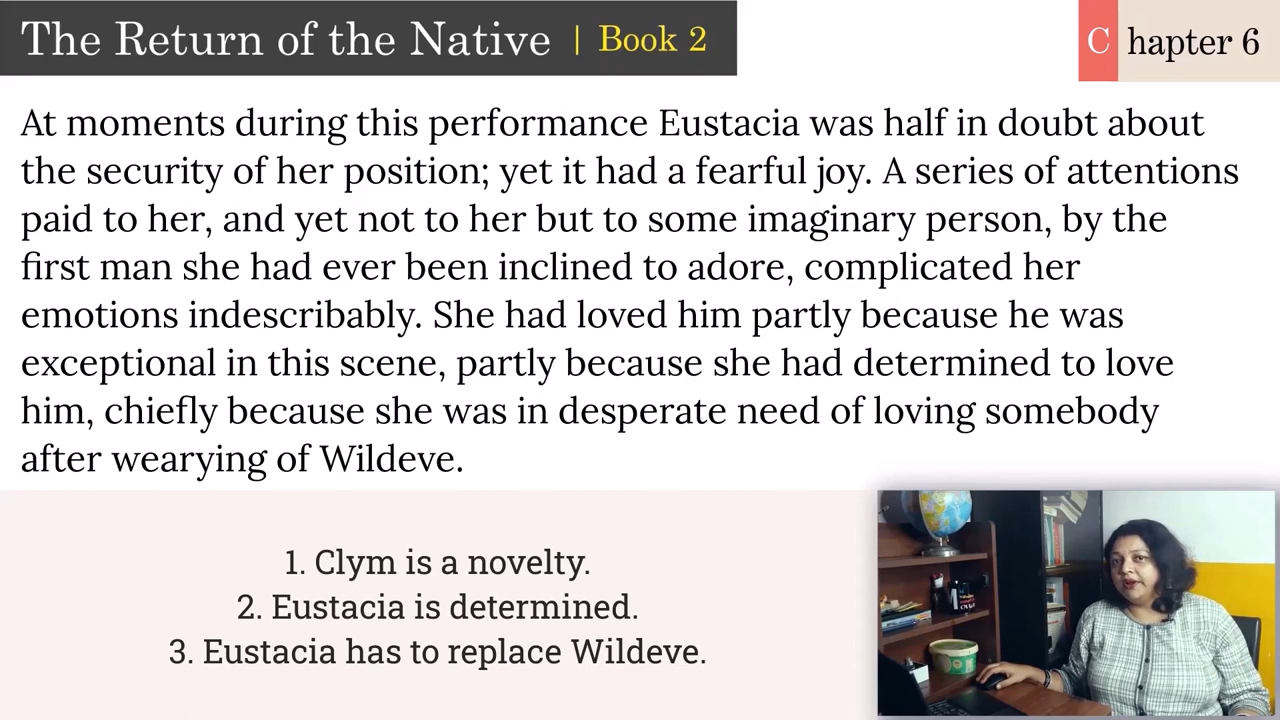 The Return of the Native | Book 2
Chapter 6
At moments during this performance Eustacia was half in doubt about
the security of her position; yet it had a fearful joy. A series of attentions
paid to her, and yet not to her but to some imaginary person, by the
first man she had ever been inclined to adore, complicated her
emotions indescribably. She had loved him partly because he was
exceptional in this scene, partly because she had determined to love
him, chiefly because she was in desperate need of loving somebody
after wearying of Wildeve.
1. Clym is a novelty.
2. Eustacia is determined.
3. Eustacia has to replace Wildeve.